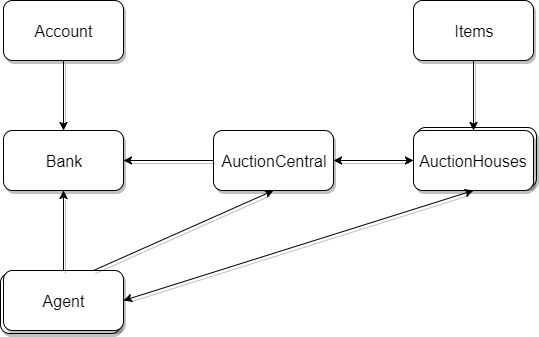 Account
Items
Bank
AuctionCentral
AuctionHouses
Agent